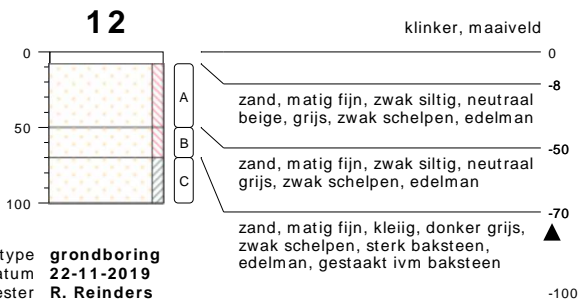 12
klinker, maaiveld
0
0
-8
A
zand, matig fijn, zwak siltig, neutraal
beige, grijs, zwak schelpen, edelman
50
-50
B
zand, matig fijn, zwak siltig, neutraal
grijs, zwak schelpen, edelman
C
100
-70
zand, matig fijn, kleiig, donker grijs,
zwak schelpen, sterk baksteen,
edelman, gestaakt ivm baksteen
type grondboring
atum 22-11-2019
ester R. Reinders
-100